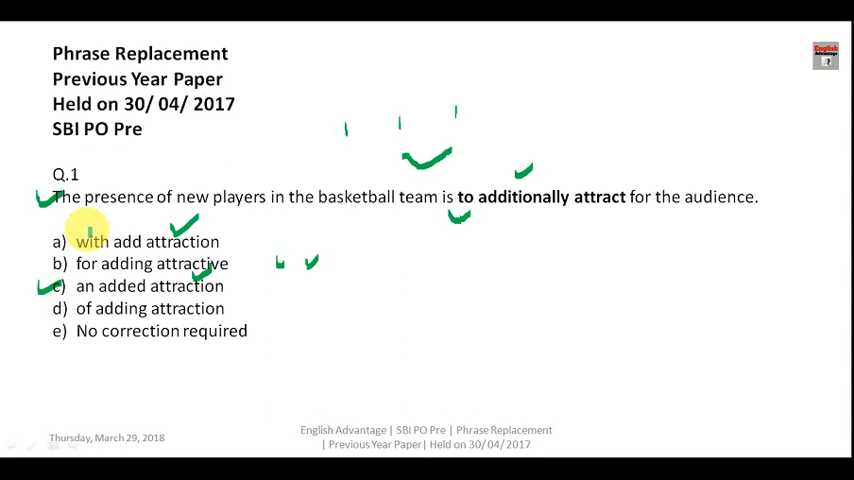 Phrase Replacement
Previous Year Paper
Held on 30/ 04/ 2017
SBI PO Pre
English
Advantage
Q.1
The presence of new players in the basketball team is to additionally attract for the audience.
a) with add attraction
b) for adding attractive
c) an added attraction
d) of adding attraction
e) No correction required
Thursday, March 29, 2018
English Advantage| SBI PO Pre | Phrase Replacement
| Previous Year Paper| Held on 30/ 04/ 2017